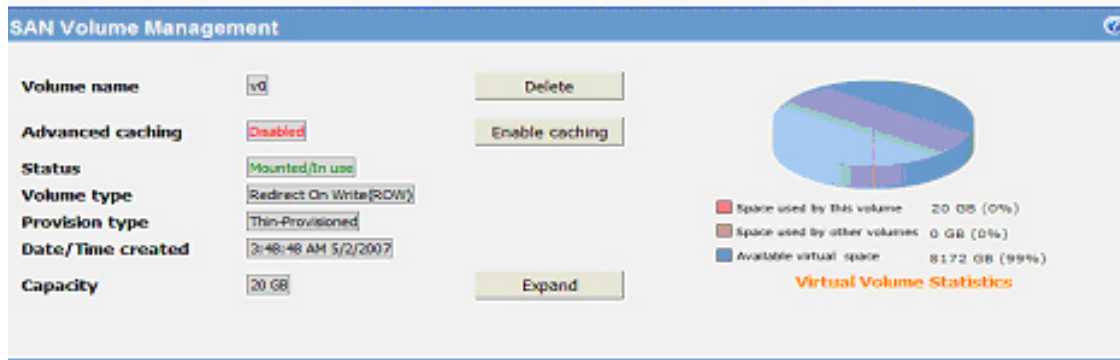 SAN Volume Management
Volume name v0 Delete
Advanced caching Disabled Enable caching
Status Mounted/In use
Volume type Redirect On Write(ROW)
Provision type Thin-Provisioned
Date/Time created 3:48:48 AM 5/2/2007
Capacity 20 GB Expand
Space used by this volume 20 GB (0%)
Space used by other volumes 0 GB (0%)
Available virtual space 8172 GB (99%)
Virtual Volume Statistics